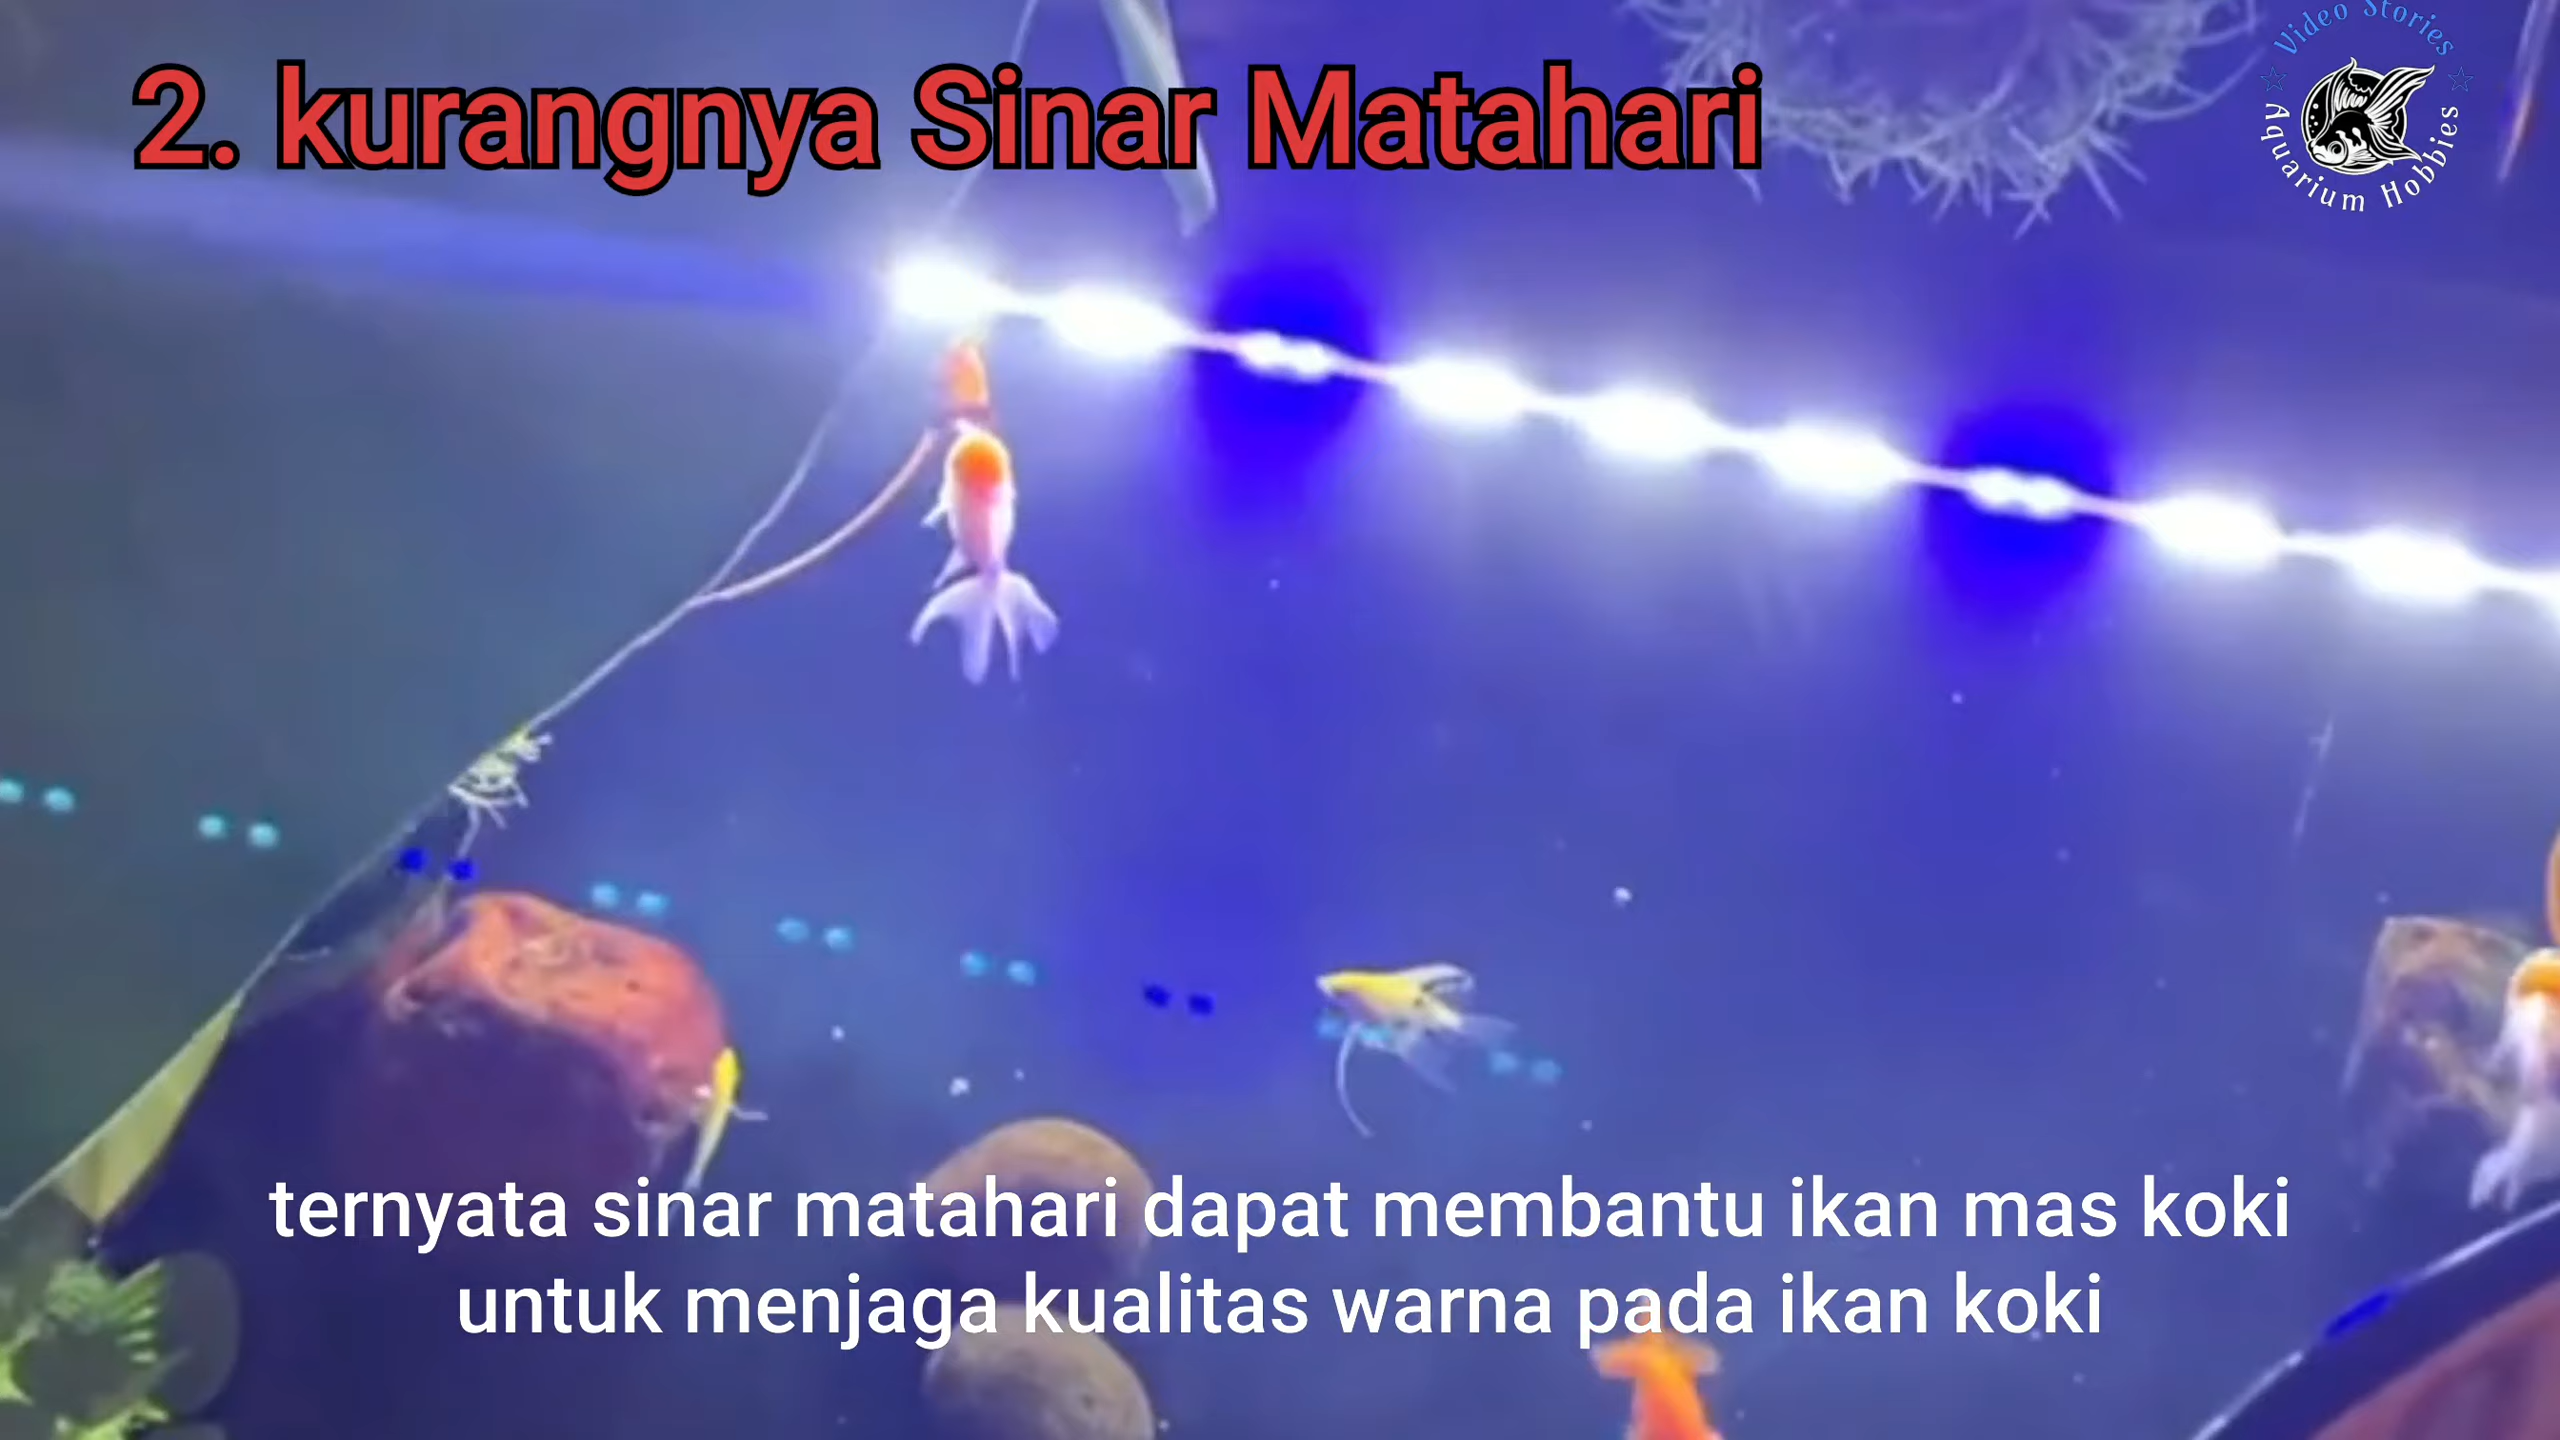 2. kurangnya Sinar Matahari
Video Stories
Aquarium Hobbies
ternyata sinar matahari dapat membantu ikan mas koki
untuk menjaga kualitas warna pada ikan koki